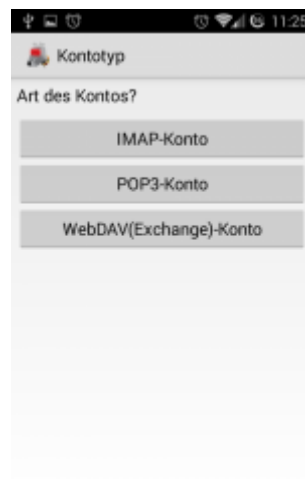 11:25
Kontotyp
Art des Kontos?
IMAP-Konto
POP3-Konto
WebDAV(Exchange)-Konto